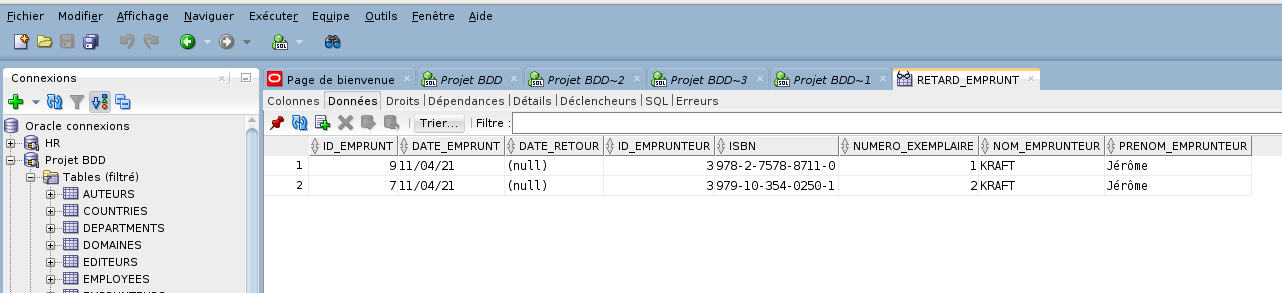 Fichier Modifier Affichage Naviguer Exécuter Equipe Outils Fenêtre Aide
SQL
Connexions
Page de bienvenue Projet BDD Projet BDD~2 Projet BDD~3 Projet BDD~1 RETARD_EMPRUNT
Colonnes Données Droits Dépendances Détails Déclencheurs SQL Erreurs
Trier... Filtre :
Oracle connexions
HR
Projet BDD
Tables (filtré)
AUTEURS
COUNTRIES
DEPARTMENTS
DOMAINES
EDITEURS
EMPLOYEES
ID_EMPRUNT DATE_EMPRUNT DATE_RETOUR ID_EMPRUNTEUR ISBN NUMERO_EXEMPLAIRE NOM_EMPRUNTEUR PRENOM_EMPRUNTEUR
1 9 11/04/21 (null) 3 978-2-7578-8711-0 1 KRAFT Jérôme
2 7 11/04/21 (null) 3 979-10-354-0250-1 2 KRAFT Jérôme